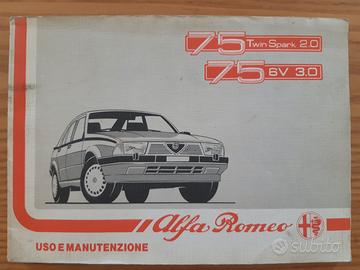 75 Twin Spark 2.0
75 6V 3.0
Alfa Romeo
USO E MANUTENZIONE
subito